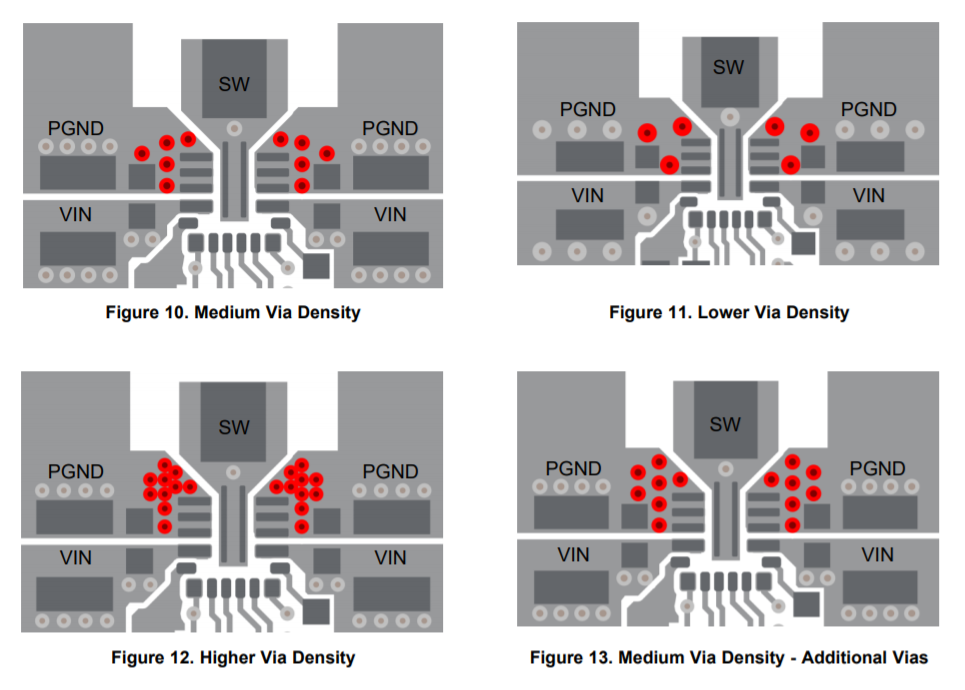 SW
PGND PGND
VIN VIN
Figure 10. Medium Via Density
SW
PGND PGND
VIN VIN
Figure 11. Lower Via Density
SW
PGND PGND
VIN VIN
Figure 12. Higher Via Density
SW
PGND PGND
VIN VIN
Figure 13. Medium Via Density - Additional Vias